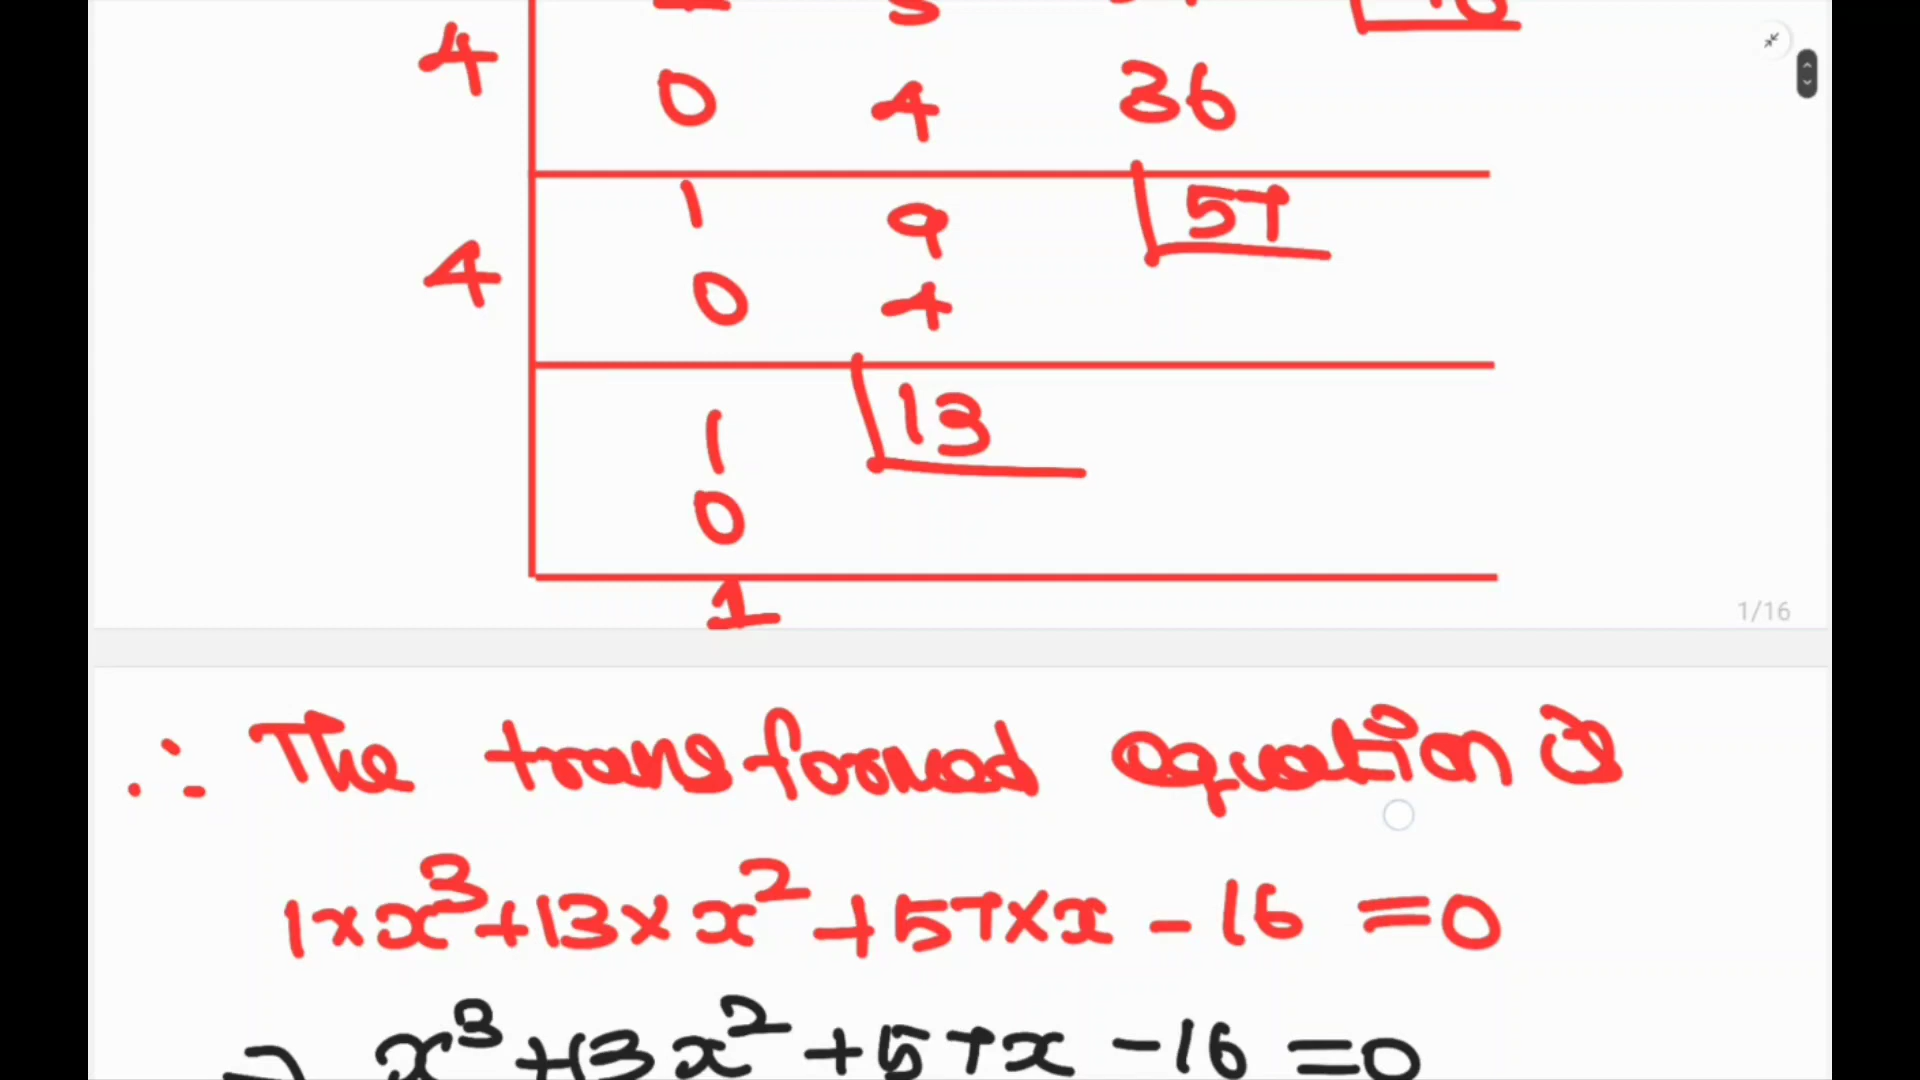 4 0 4 36
1 9 57
4 0 4
1 13
0
1
1/16
∴ The transformed equation is
1×x³+13×x²+57×x-16=0
⇒ x³+13x²+57x-16=0